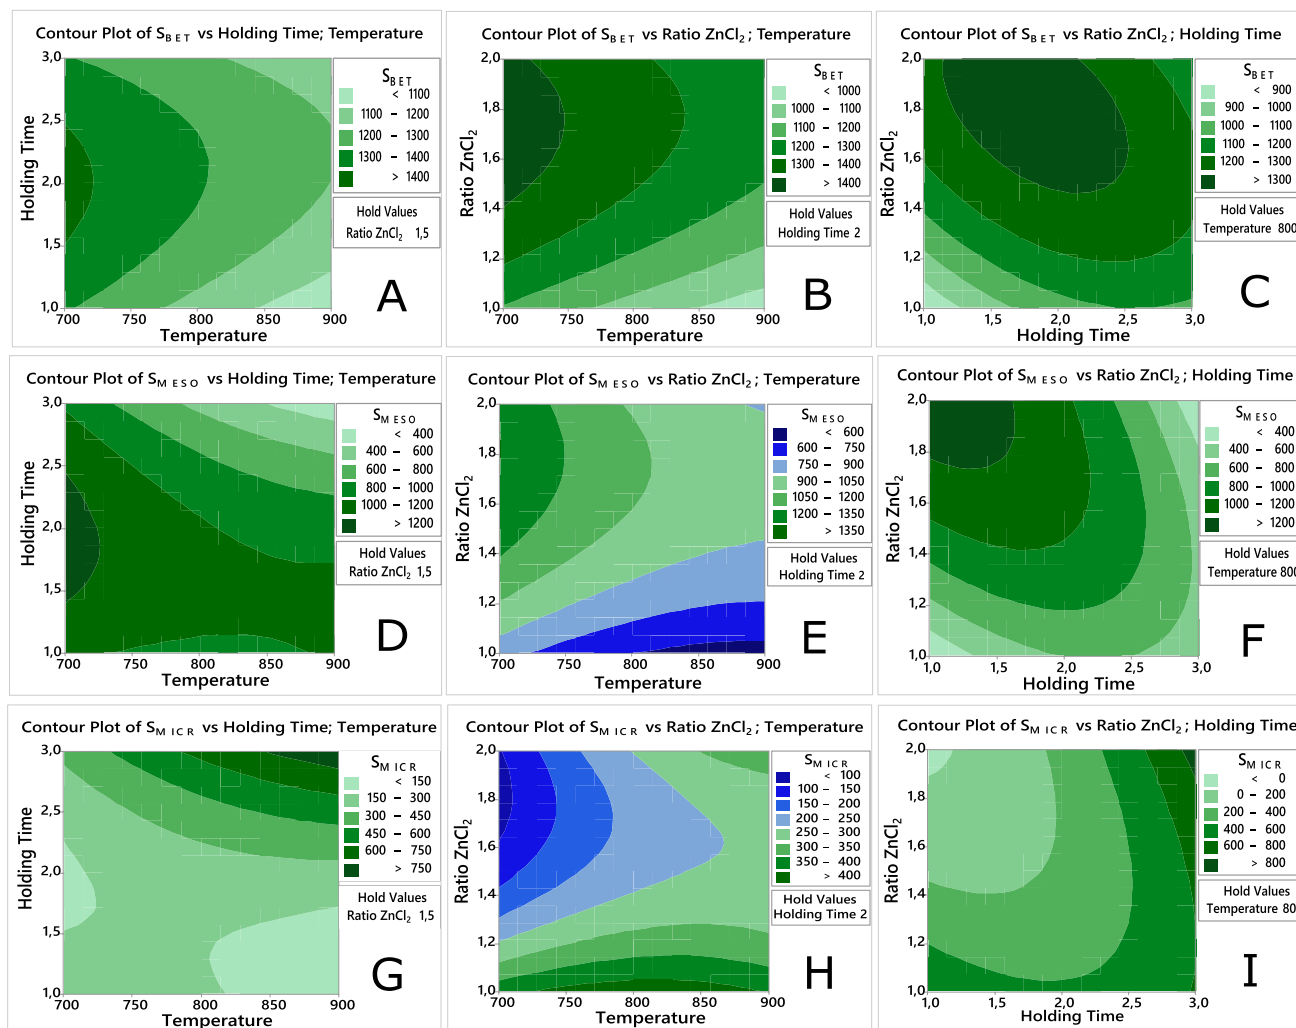 Contour Plot of SBET vs Holding Time; Temperature
Holding Time
3,0
2,5
2,0
1,5
1,0
700 750 800 850 900
Temperature
SBET
< 1100
1100 – 1200
1200 – 1300
1300 – 1400
> 1400
Hold Values
Ratio ZnCl2 1,5
A
Contour Plot of SBET vs Ratio ZnCl2; Temperature
Ratio ZnCl2
2,0
1,8
1,6
1,4
1,2
1,0
700 750 800 850 900
Temperature
SBET
< 1000
1000 – 1100
1100 – 1200
1200 – 1300
1300 – 1400
> 1400
Hold Values
Holding Time 2
B
Contour Plot of SBET vs Ratio ZnCl2; Holding Time
Ratio ZnCl2
2,0
1,8
1,6
1,4
1,2
1,0
1,0 1,5 2,0 2,5 3,0
Holding Time
SBET
< 900
900 – 1000
1000 – 1100
1100 – 1200
1200 – 1300
> 1300
Hold Values
Temperature 800
C
Contour Plot of SMESO vs Holding Time; Temperature
Holding Time
3,0
2,5
2,0
1,5
1,0
700 750 800 850 900
Temperature
SMESO
< 400
400 – 600
600 – 800
800 – 1000
1000 – 1200
> 1200
Hold Values
Ratio ZnCl2 1,5
D
Contour Plot of SMESO vs Ratio ZnCl2; Temperature
Ratio ZnCl2
2,0
1,8
1,6
1,4
1,2
1,0
700 750 800 850 900
Temperature
SMESO
< 600
600 – 750
750 – 900
900 – 1050
1050 – 1200
1200 – 1350
> 1350
Hold Values
Holding Time 2
E
Contour Plot of SMESO vs Ratio ZnCl2; Holding Time
Ratio ZnCl2
2,0
1,8
1,6
1,4
1,2
1,0
1,0 1,5 2,0 2,5 3,0
Holding Time
SMESO
< 400
400 – 600
600 – 800
800 – 1000
1000 – 1200
> 1200
Hold Values
Temperature 800
F
Contour Plot of SMICR vs Holding Time; Temperature
Holding Time
3,0
2,5
2,0
1,5
1,0
700 750 800 850 900
Temperature
SMICR
< 150
150 – 300
300 – 450
450 – 600
600 – 750
> 750
Hold Values
Ratio ZnCl2 1,5
G
Contour Plot of SMICR vs Ratio ZnCl2; Temperature
Ratio ZnCl2
2,0
1,8
1,6
1,4
1,2
1,0
700 750 800 850 900
Temperature
SMICR
< 100
100 – 150
150 – 200
200 – 250
250 – 300
300 – 350
350 – 400
> 400
Hold Values
Holding Time 2
H
Contour Plot of SMICR vs Ratio ZnCl2; Holding Time
Ratio ZnCl2
2,0
1,8
1,6
1,4
1,2
1,0
1,0 1,5 2,0 2,5 3,0
Holding Time
SMICR
< 0
0 – 200
200 – 400
400 – 600
600 – 800
> 800
Hold Values
Temperature 80
I